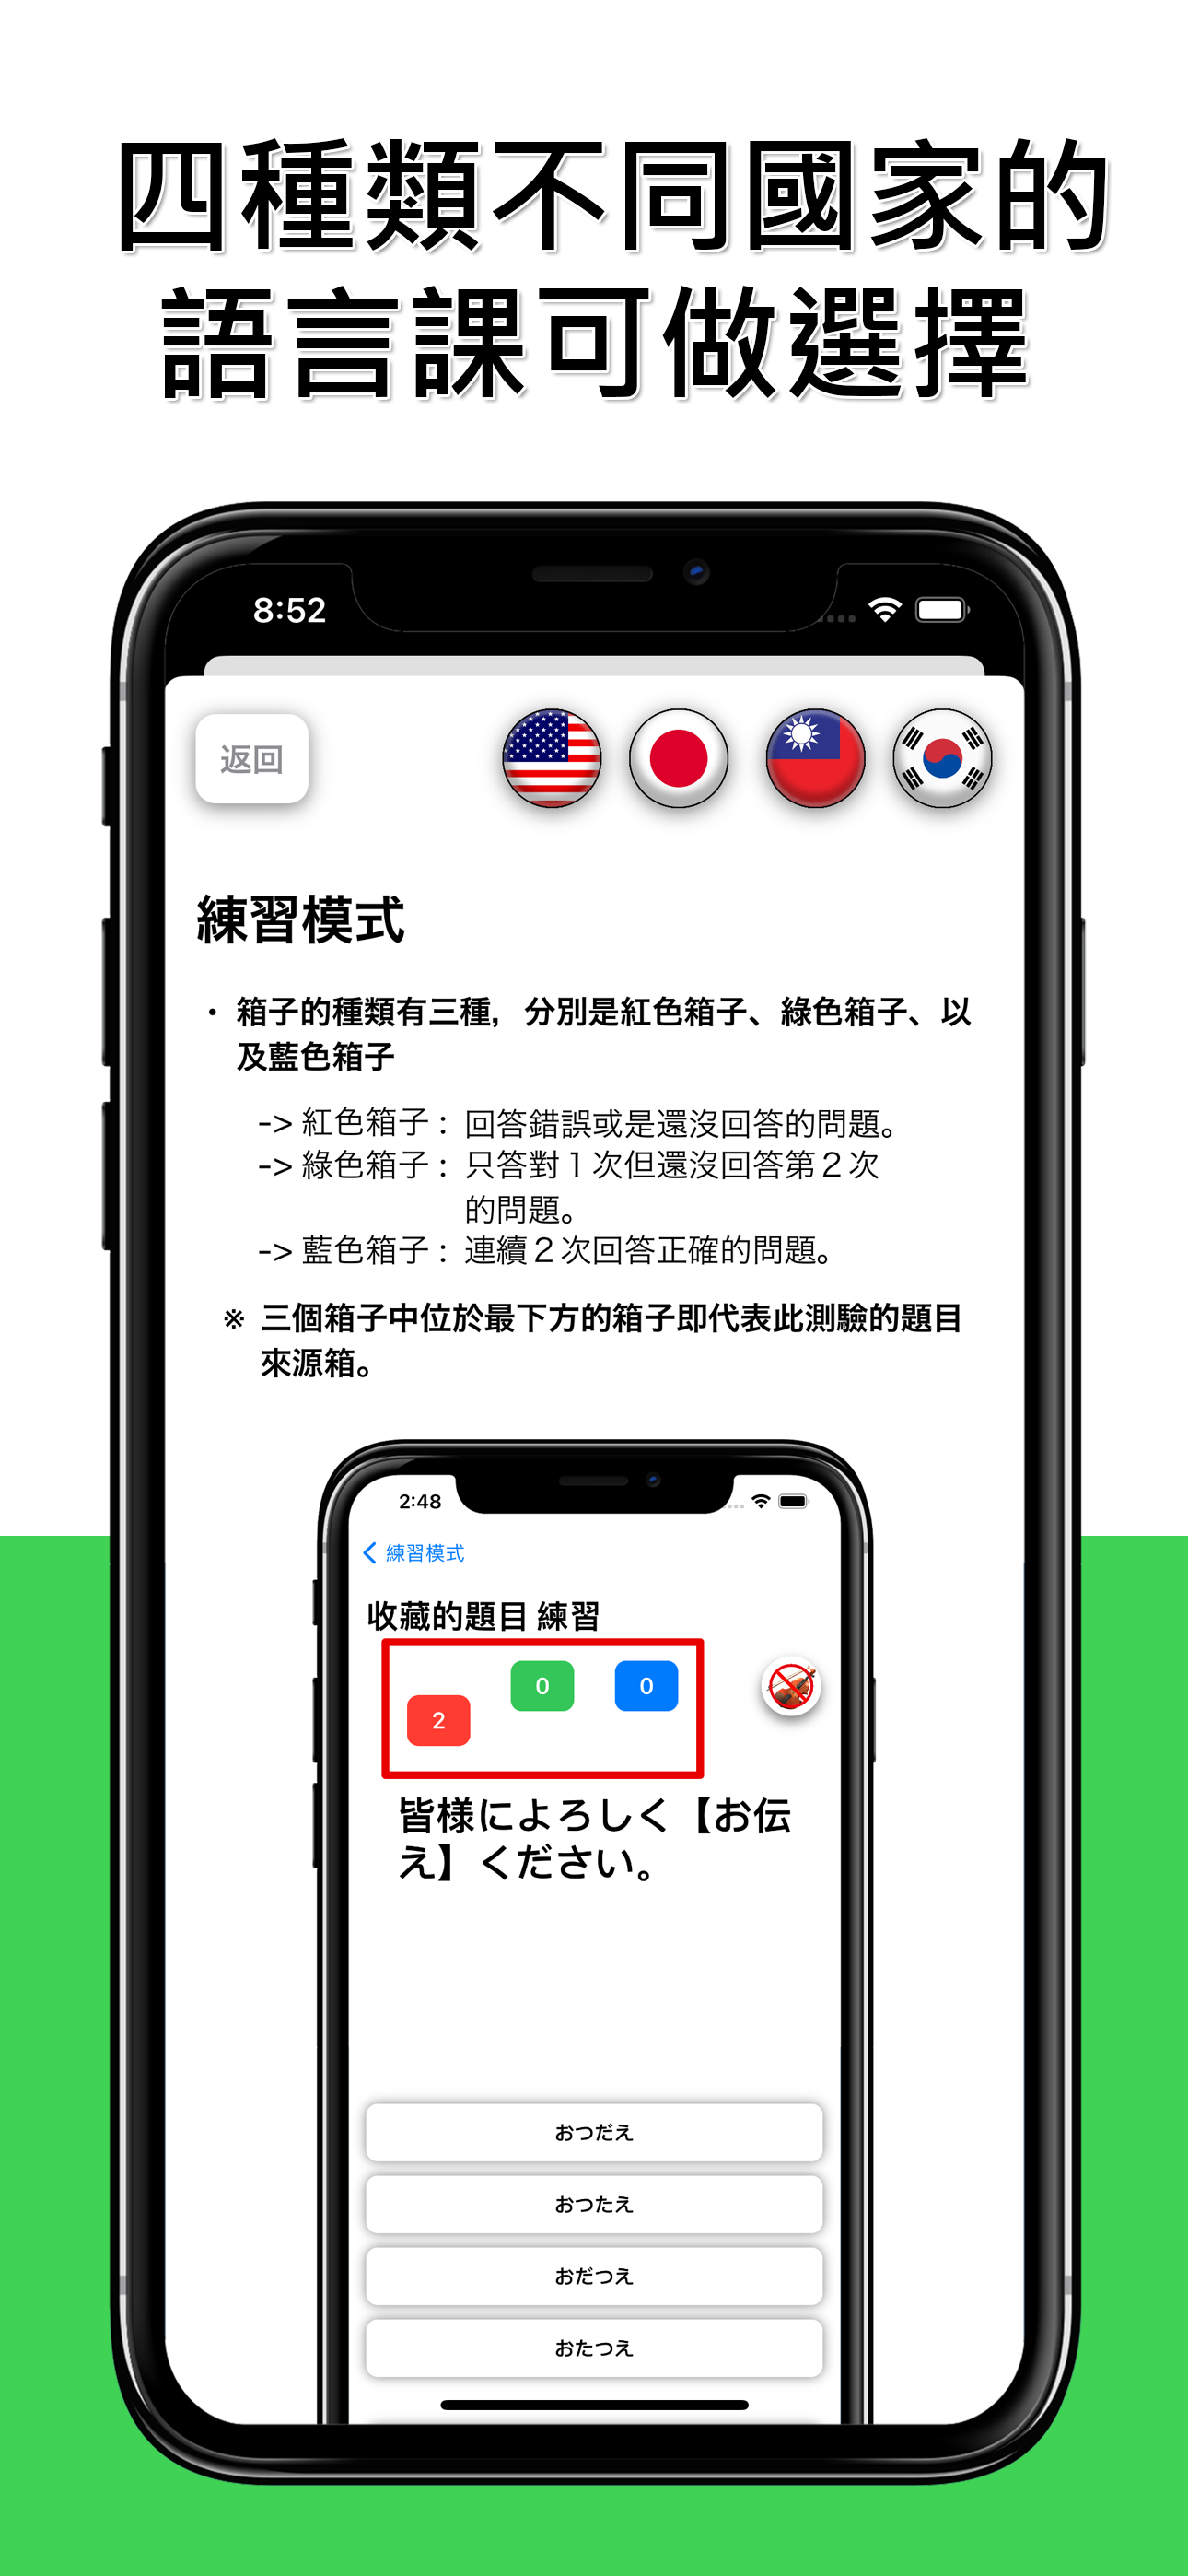 四種類不同國家的
語言課可做選擇
8:52
返回
練習模式
・箱子的種類有三種，分別是紅色箱子、綠色箱子、以
及藍色箱子
-> 紅色箱子：回答錯誤或是還沒回答的問題。
-> 綠色箱子：只答對１次但還沒回答第２次
的問題。
-> 藍色箱子：連續２次回答正確的問題。
※ 三個箱子中位於最下方的箱子即代表此測驗的題目
來源箱。
2:48
練習模式
收藏的題目 練習
2
0
0
皆様によろしく【お伝
え】ください。
おつだえ
おつたえ
おだつえ
おたつえ